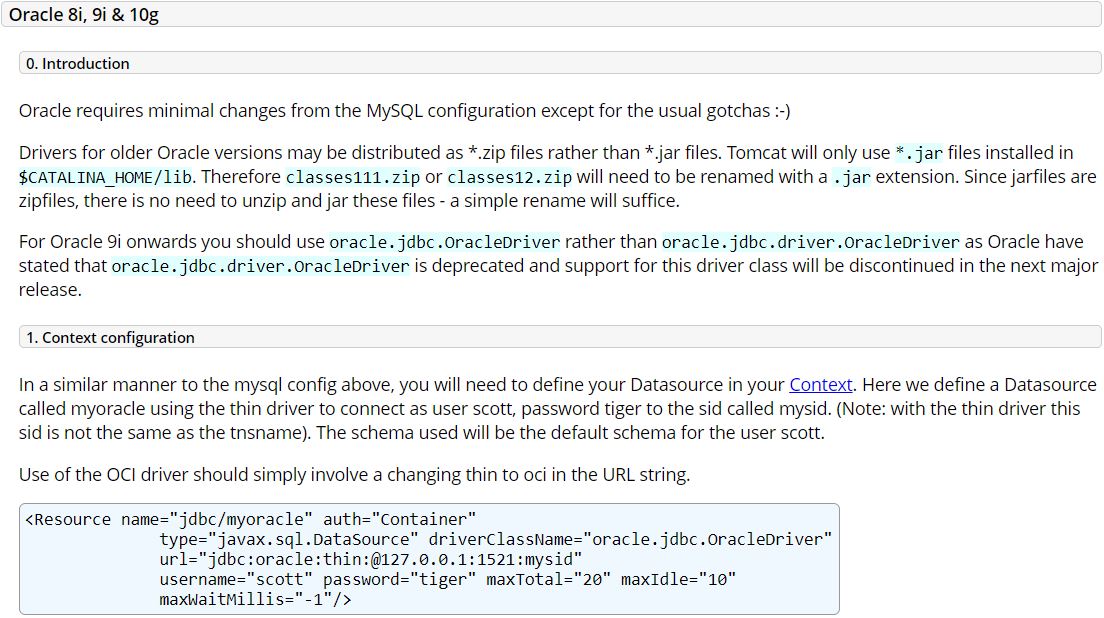 Oracle 8i, 9i & 10g
0. Introduction
Oracle requires minimal changes from the MySQL configuration except for the usual gotchas :-)
Drivers for older Oracle versions may be distributed as *.zip files rather than *.jar files. Tomcat will only use *.jar files installed in
$CATALINA_HOME/lib. Therefore classes111.zip or classes12.zip will need to be renamed with a .jar extension. Since jarfiles are
zipfiles, there is no need to unzip and jar these files - a simple rename will suffice.
For Oracle 9i onwards you should use oracle.jdbc.OracleDriver rather than oracle.jdbc.driver.OracleDriver as Oracle have
stated that oracle.jdbc.driver.OracleDriver is deprecated and support for this driver class will be discontinued in the next major
release.
1. Context configuration
In a similar manner to the mysql config above, you will need to define your Datasource in your Context. Here we define a Datasource
called myoracle using the thin driver to connect as user scott, password tiger to the sid called mysid. (Note: with the thin driver this
sid is not the same as the tnsname). The schema used will be the default schema for the user scott.
Use of the OCI driver should simply involve a changing thin to oci in the URL string.
<Resource name="jdbc/myoracle" auth="Container"
type="javax.sql.DataSource" driverClassName="oracle.jdbc.OracleDriver"
url="jdbc:oracle:thin:@127.0.0.1:1521:mysid"
username="scott" password="tiger" maxTotal="20" maxIdle="10"
maxWaitMillis="-1"/>